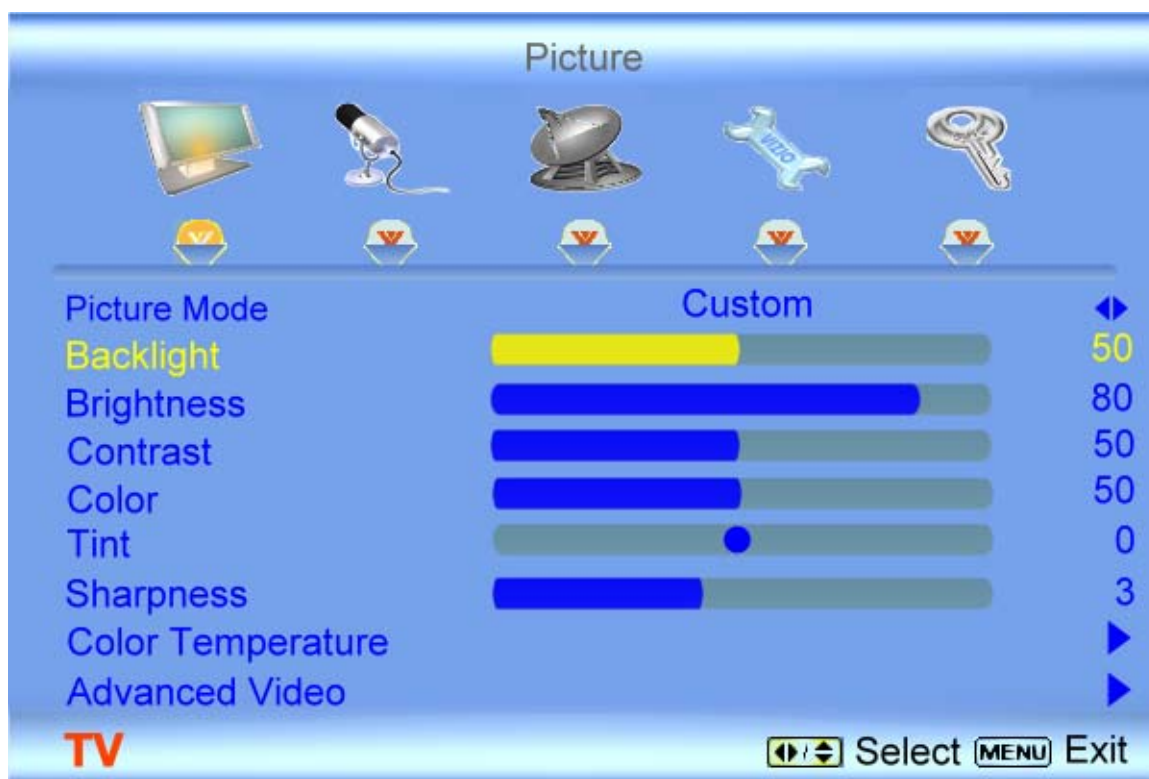 Picture
VIZIO
Picture Mode Custom
Backlight 50
Brightness 80
Contrast 50
Color 50
Tint 0
Sharpness 3
Color Temperature
Advanced Video
TV Select MENU Exit